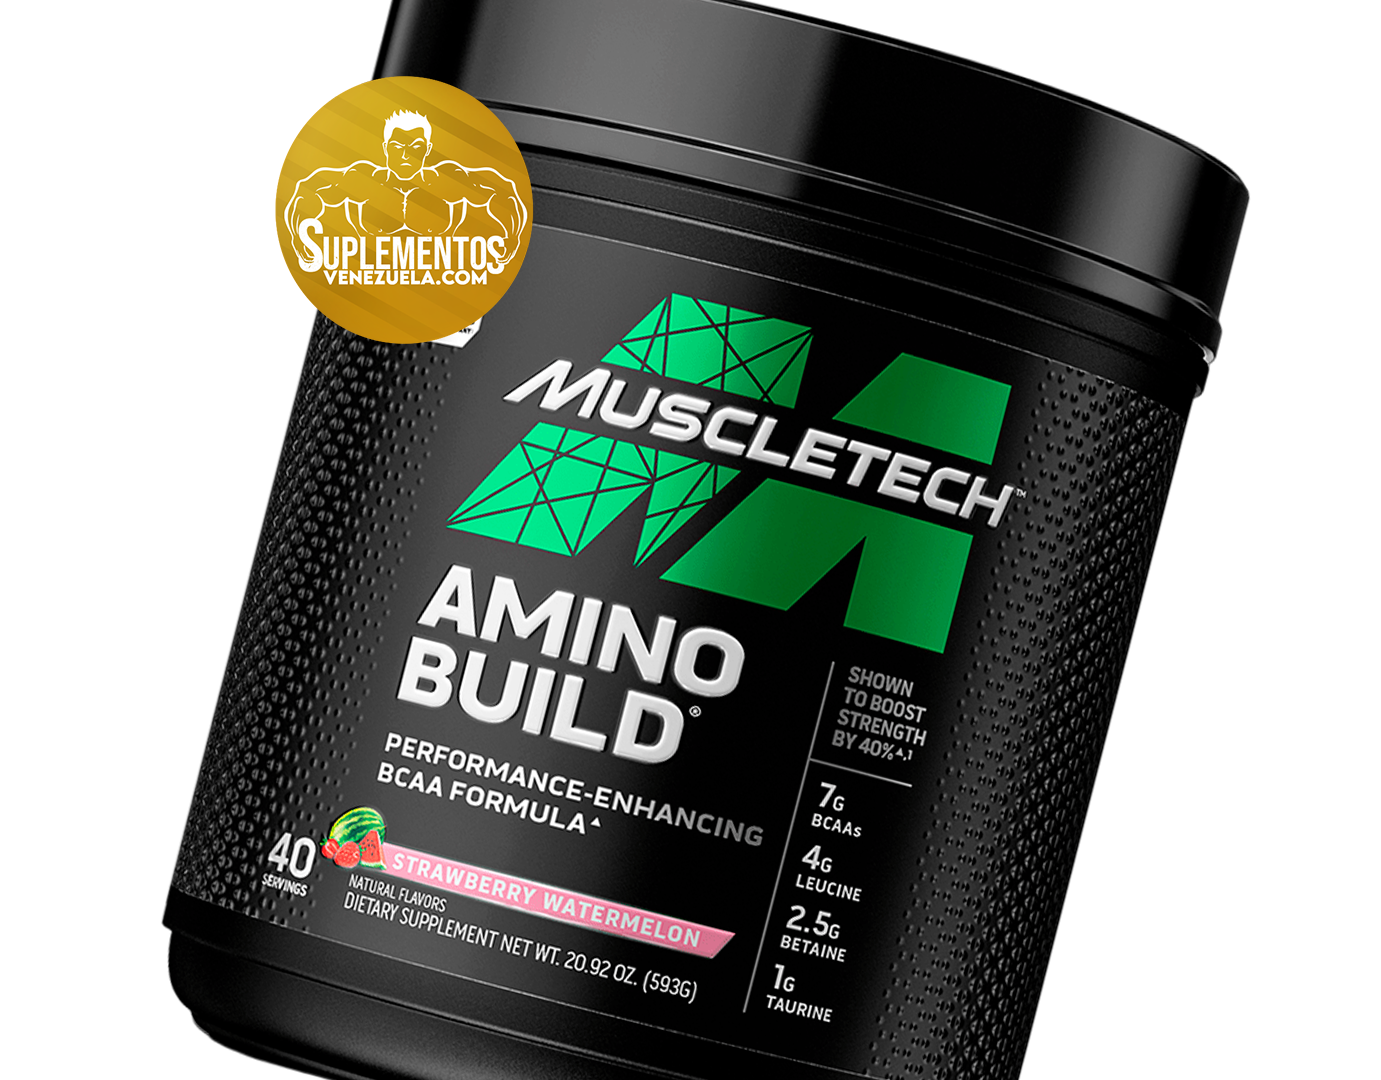 SUPLEMENTOS
VENEZUELA.COM
MUSCLETECH™
AMINO
BUILD®
PERFORMANCE-ENHANCING
BCAA FORMULA▲
40
SERVINGS
STRAWBERRY WATERMELON
NATURAL FLAVORS
DIETARY SUPPLEMENT NET WT. 20.92 OZ. (593G)
SHOWN
TO BOOST
STRENGTH
BY 40%▲,1
7G
BCAAs
4G
LEUCINE
2.5G
BETAINE
1G
TAURINE